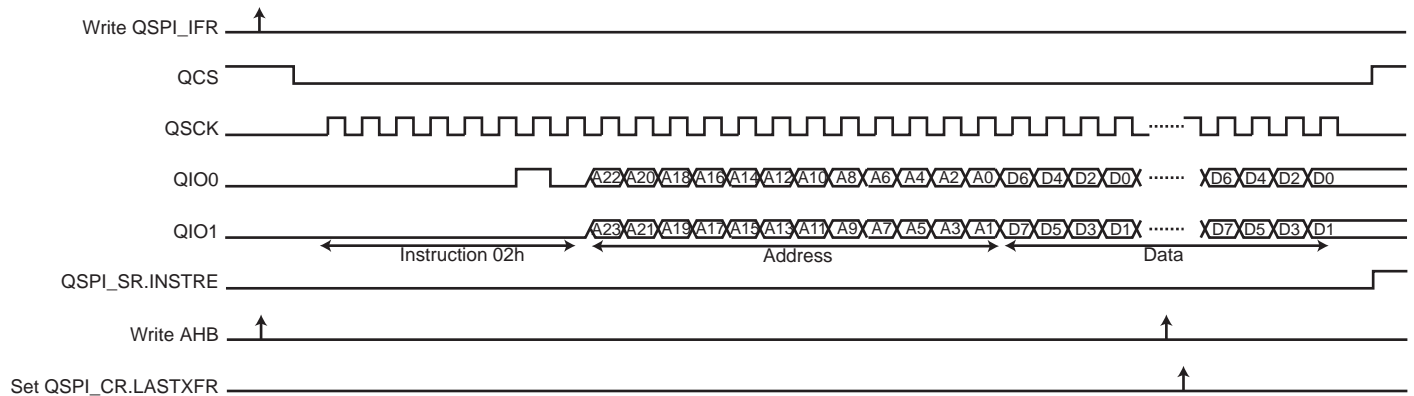 Write QSPI_IFR
QCS
QSCK
QIO0 A22 A20 A18 A16 A14 A12 A10 A8 A6 A4 A2 A0 D6 D4 D2 D0 D6 D4 D2 D0
QIO1 A23 A21 A19 A17 A15 A13 A11 A9 A7 A5 A3 A1 D7 D5 D3 D1 D7 D5 D3 D1
Instruction 02h Address Data
QSPI_SR.INSTRE
Write AHB
Set QSPI_CR.LASTXFR